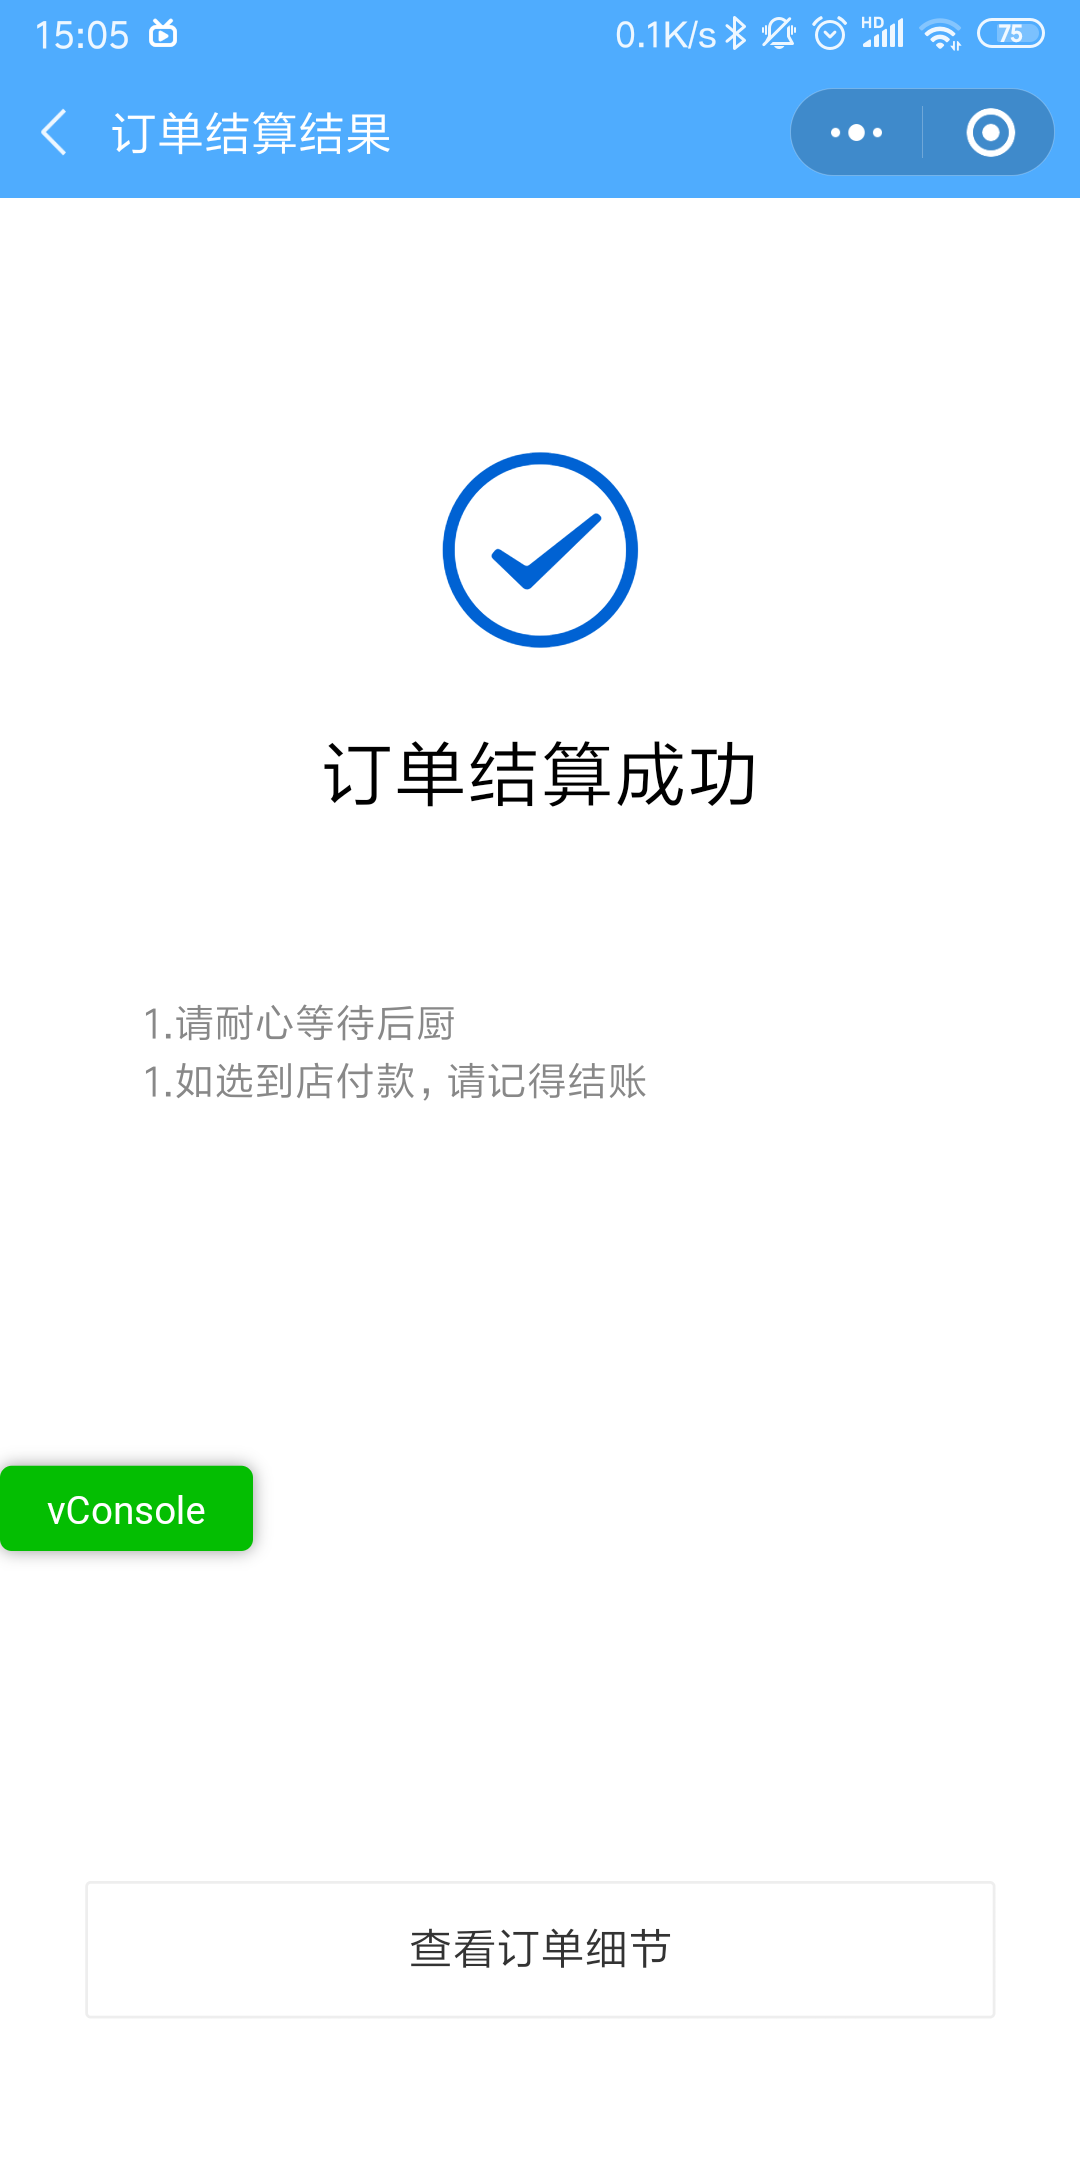 15:05
0.1K/s
HD
75
订单结算结果
订单结算成功
1.请耐心等待后厨
1.如选到店付款，请记得结账
vConsole
查看订单细节